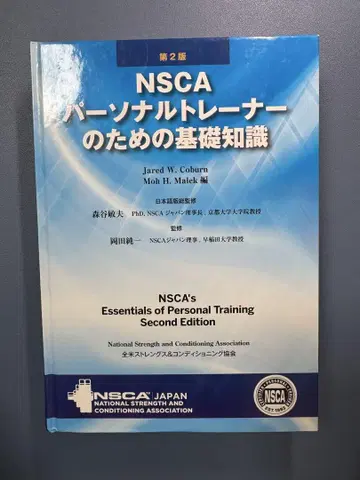 第2版
NSCA
パーソナルトレーナー
のための基礎知識
Jared W. Coburn
Moh H. Malek 編
日本語版総監修
森谷敏夫 PhD, NSCA ジャパン理事長, 京都大学大学院教授
監修
岡田純一 NSCAジャパン理事, 早稲田大学教授
NSCA's
Essentials of Personal Training
Second Edition
National Strength and Conditioning Association
全米ストレングス&コンディショニング協会
NSCA JAPAN
NATIONAL STRENGTH AND
CONDITIONING ASSOCIATION
NSCA